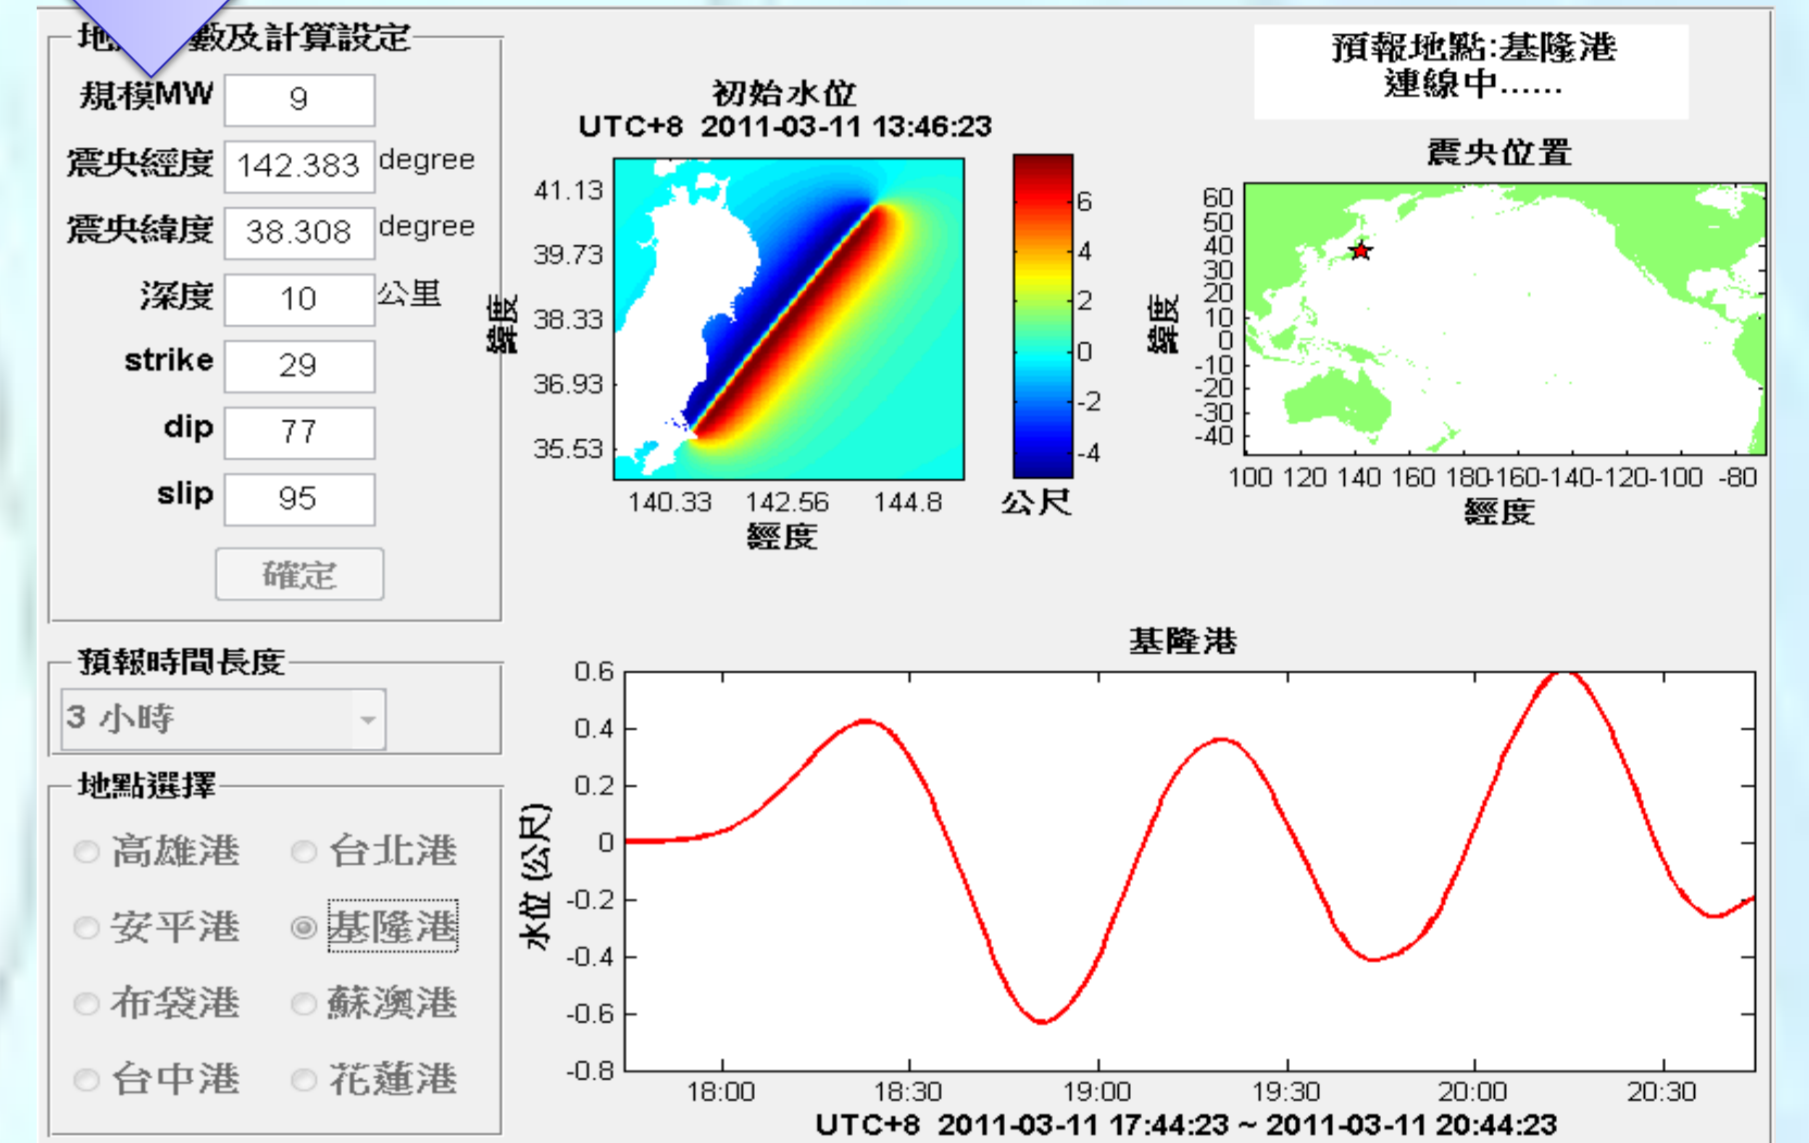 地 數及計算設定
規模MW 9
震央經度 142.383 degree
震央緯度 38.308 degree
深度 10 公里
strike 29
dip 77
slip 95
確定
預報時間長度
3 小時
地點選擇
高雄港 台北港
安平港 基隆港
布袋港 蘇澳港
台中港 花蓮港
初始水位
UTC+8 2011-03-11 13:46:23
緯度
41.13
39.73
38.33
36.93
35.53
140.33 142.56 144.8
經度
6
4
2
0
-2
-4
公尺
預報地點:基隆港
連線中......
震央位置
緯度
60
50
40
30
20
10
0
-10
-20
-30
-40
100 120 140 160 180-160-140-120-100 -80
經度
基隆港
水位 (公尺)
0.6
0.4
0.2
0
-0.2
-0.4
-0.6
-0.8
18:00 18:30 19:00 19:30 20:00 20:30
UTC+8 2011-03-11 17:44:23 ~ 2011-03-11 20:44:23